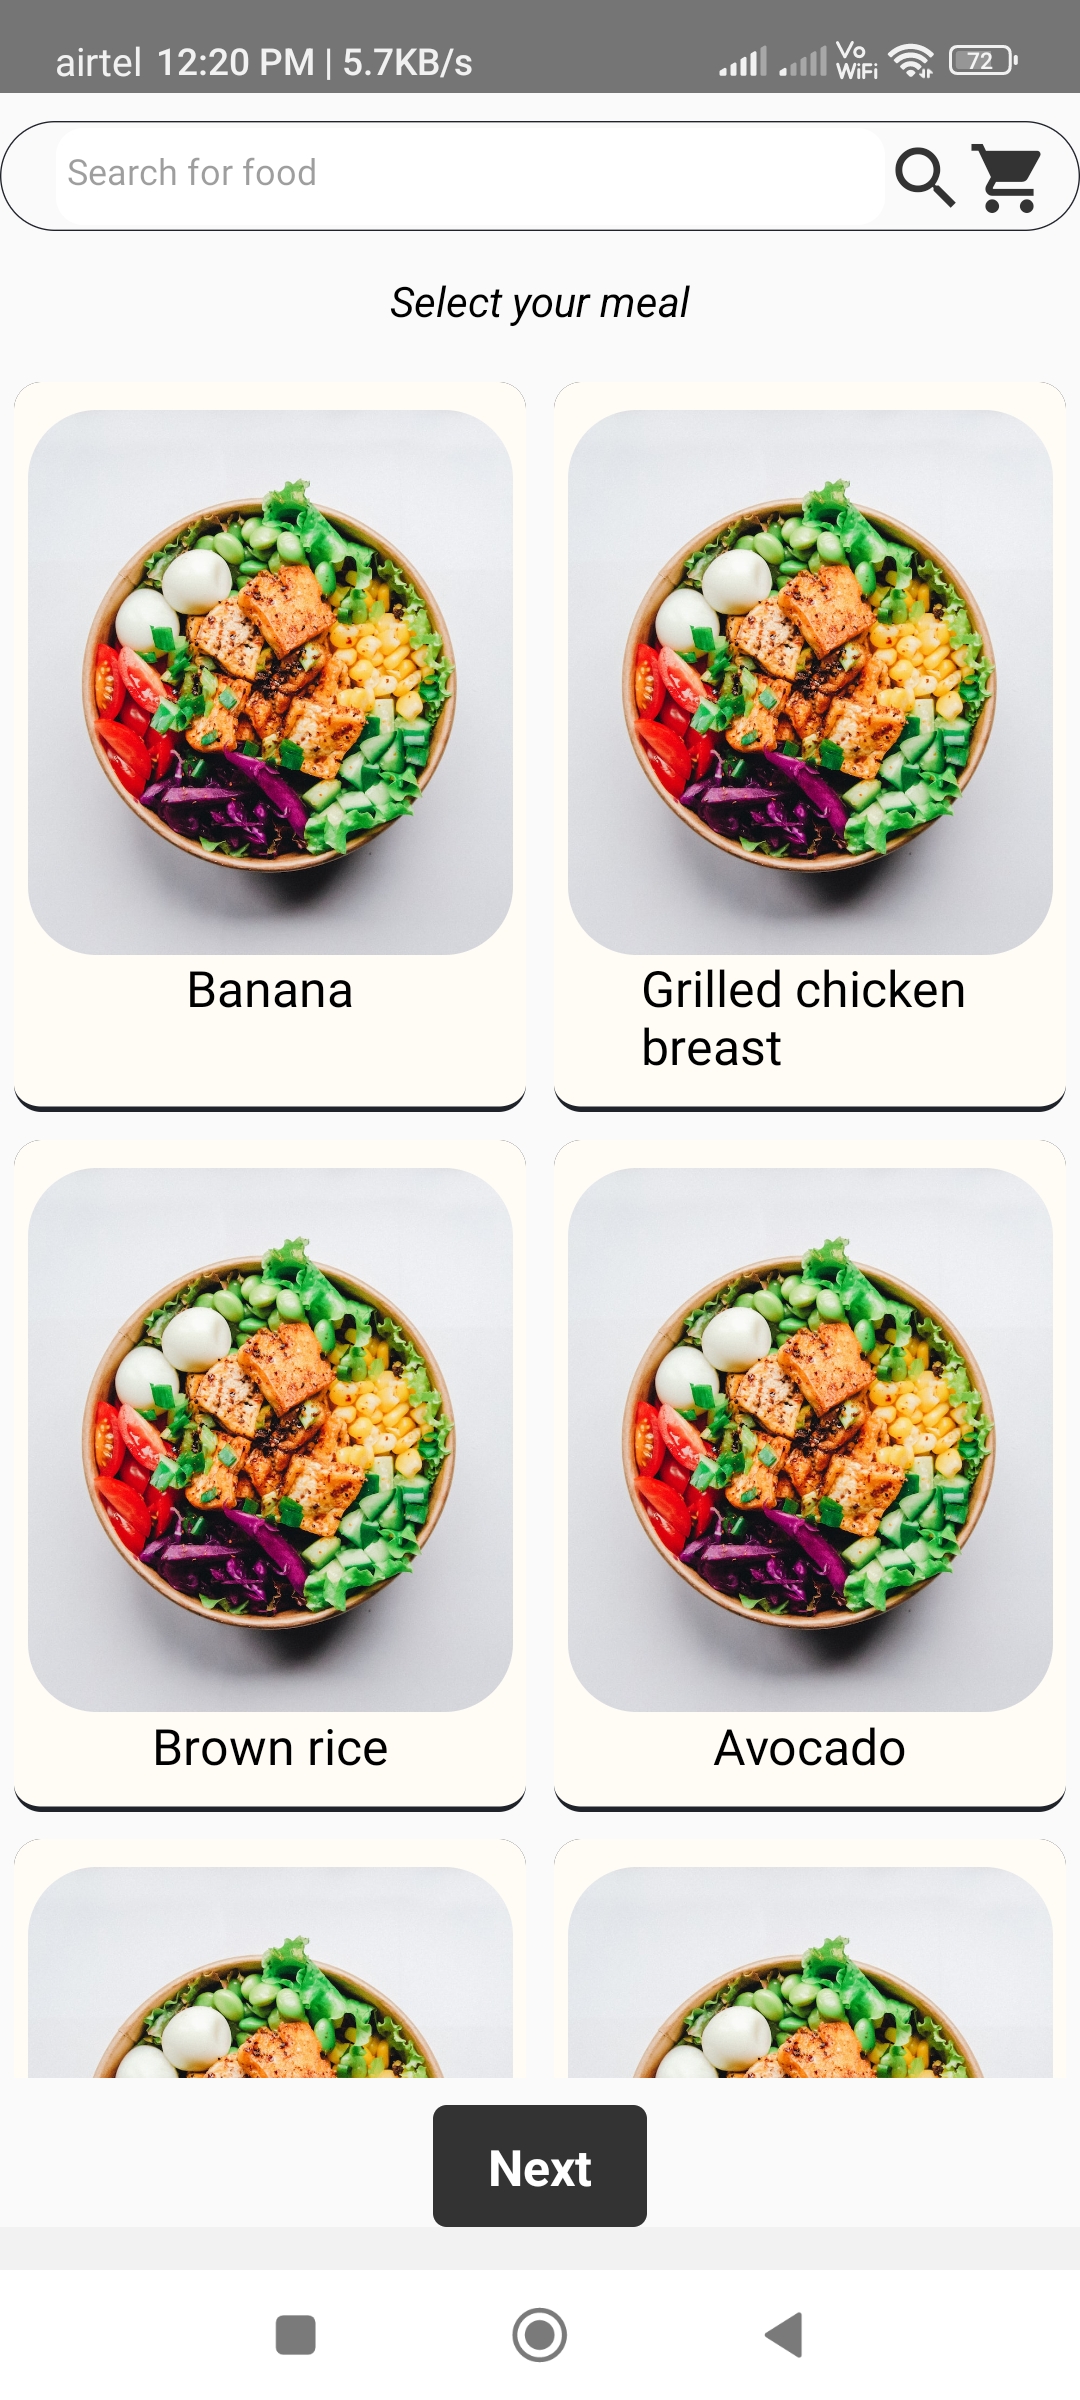 airtel 12:20 PM | 5.7KB/s Vo WiFi 72
Search for food
Select your meal
Banana
Grilled chicken
breast
Brown rice
Avocado
Next